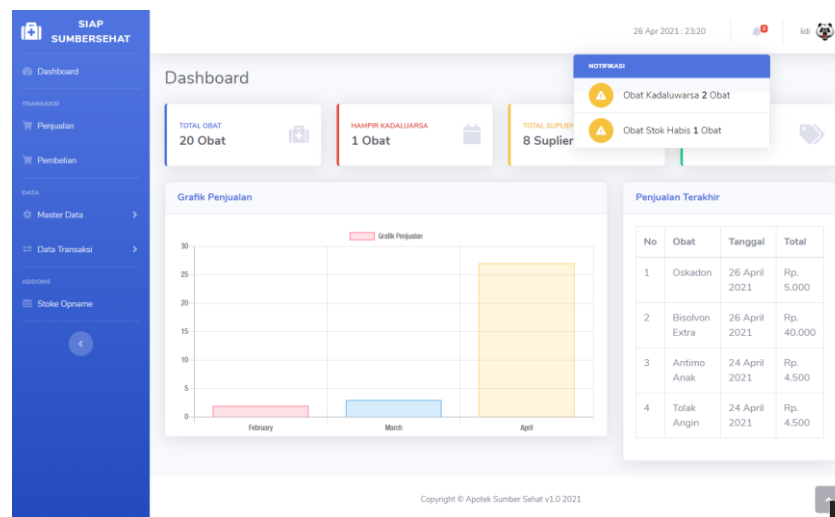 SIAP
SUMBERSEHAT
26 Apr 2021 : 23:20
lidi
Dashboard
TRANSAKSI
Penjualan
Pembelian
DATA
Master Data
Data Transaksi
ADDONS
Stoke Opname
Dashboard
NOTIFIKASI
Obat Kadaluwarsa 2 Obat
Obat Stok Habis 1 Obat
TOTAL OBAT
20 Obat
HAMPIR KADALUARSA
1 Obat
TOTAL SUPLIER
8 Suplier
Grafik Penjualan
Grafik Penjualan
30
25
20
15
10
5
0
February March April
Penjualan Terakhir
No Obat Tanggal Total
1 Oskadon 26 April Rp.
2021 5.000
2 Bisolvon 26 April Rp.
Extra 2021 40.000
3 Antimo 24 April Rp.
Anak 2021 4.500
4 Tolak 24 April Rp.
Angin 2021 4.500
Copyright © Apotek Sumber Sehat v1.0 2021